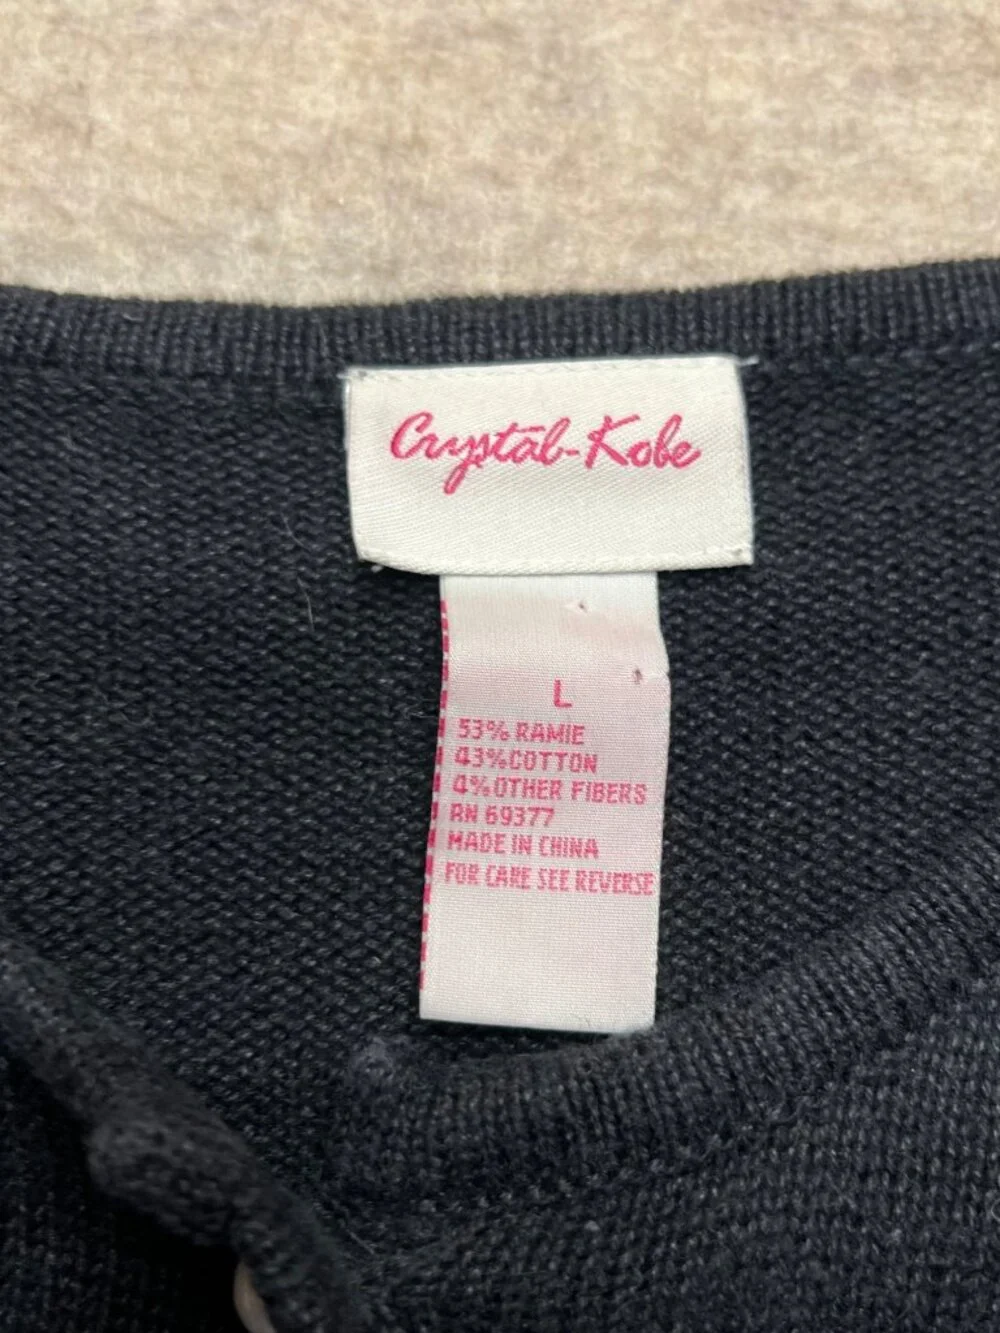 Crystal-Kobe
L
53% RAMIE
43%COTTON
4%OTHER FIBERS
RN 69377
MADE IN CHINA
FOR CARE SEE REVERSE